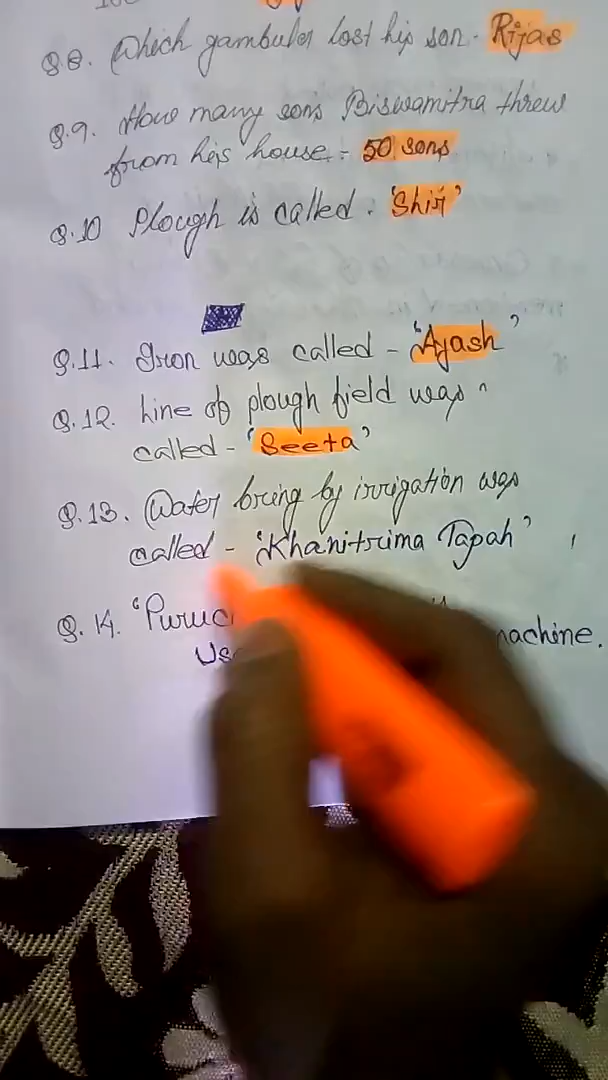 Q.8. Which gambuler lost his son - Rijas
Q.9. How many sons Biswamitra threw
from his house - 50 sons
Q.10 Plough is called. 'Shir'
Q.11. Iron was called - 'Ayash'
Q.12. Line of plough field was
called - 'Seeta'
Q.13. Water bring by irrigation was
called - 'Khanitrima Tapah'
Q.14. machine.